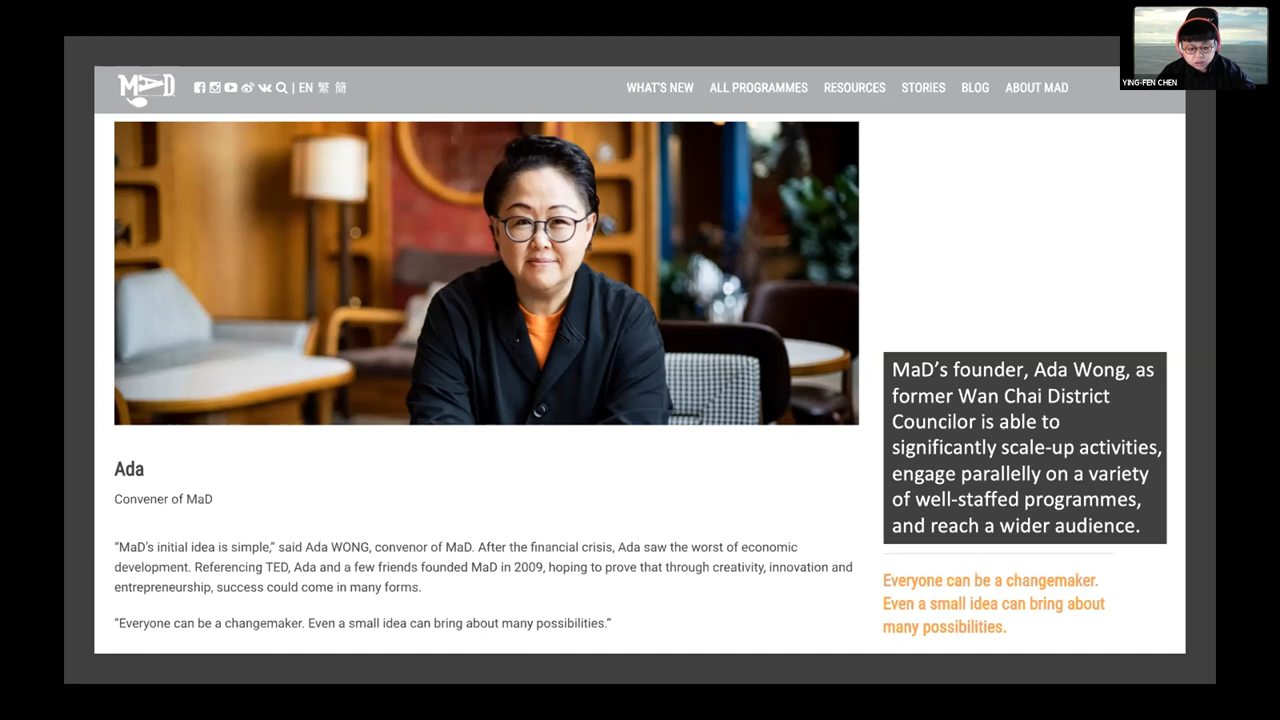 MAD
| EN 繁 簡
WHAT'S NEW ALL PROGRAMMES RESOURCES STORIES BLOG ABOUT MAD
YING-FEN CHEN
MaD's founder, Ada Wong, as
former Wan Chai District
Councilor is able to
significantly scale-up activities,
engage parallelly on a variety
of well-staffed programmes,
and reach a wider audience.
Ada
Convener of MaD
“MaD's initial idea is simple,” said Ada WONG, convenor of MaD. After the financial crisis, Ada saw the worst of economic
development. Referencing TED, Ada and a few friends founded MaD in 2009, hoping to prove that through creativity, innovation and
entrepreneurship, success could come in many forms.
“Everyone can be a changemaker. Even a small idea can bring about many possibilities.”
Everyone can be a changemaker.
Even a small idea can bring about
many possibilities.